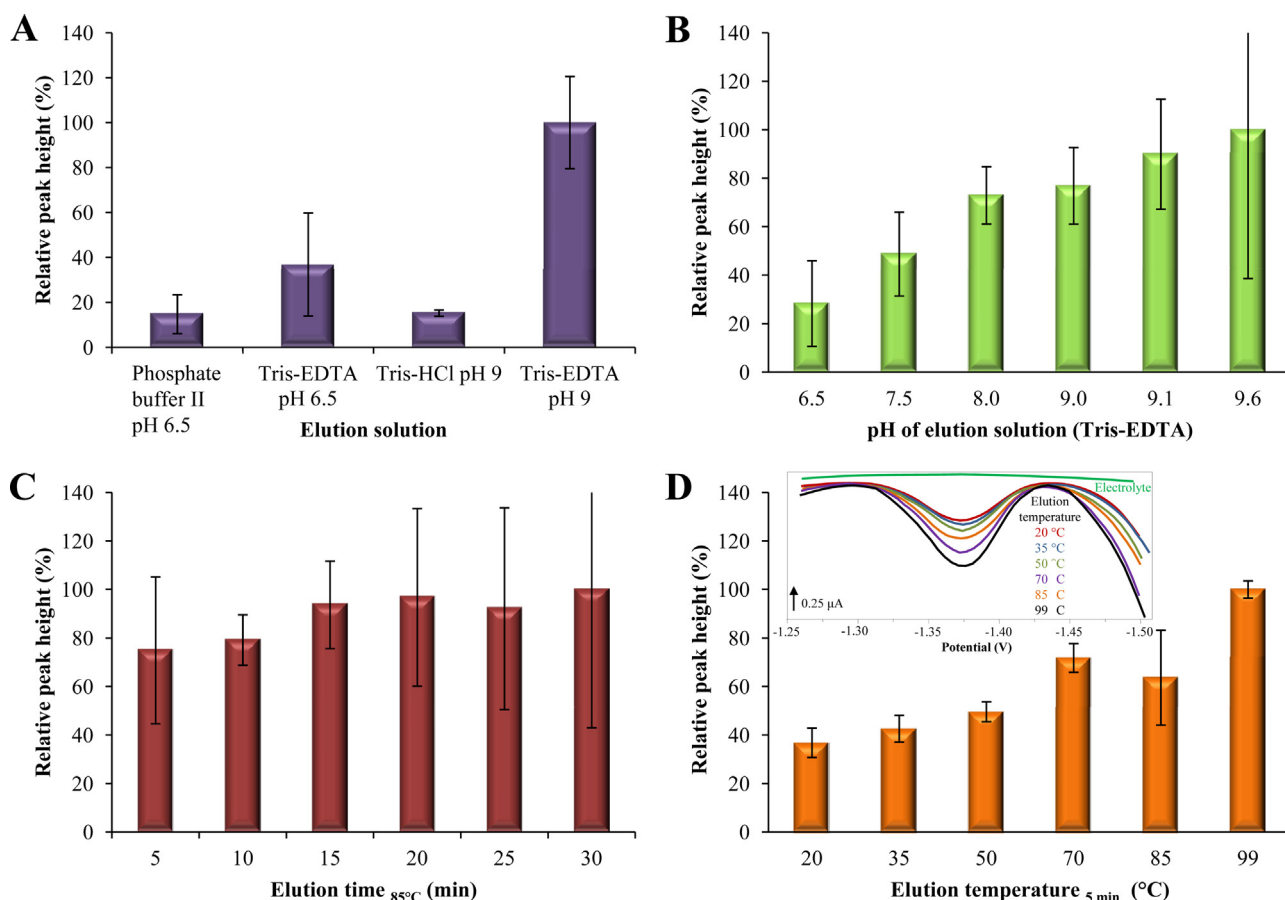 A
Relative peak height (%)
140
120
100
80
60
40
20
0
Phosphate
buffer II
pH 6.5
Tris-EDTA
pH 6.5
Tris-HCl pH 9
Tris-EDTA
pH 9
Elution solution
B
Relative peak height (%)
140
120
100
80
60
40
20
0
6.5 7.5 8.0 9.0 9.1 9.6
pH of elution solution (Tris-EDTA)
C
Relative peak height (%)
140
120
100
80
60
40
20
0
5 10 15 20 25 30
Elution time 85°C (min)
D
Relative peak height (%)
140
120
100
80
60
40
20
0
Electrolyte
Elution
temperature
20 °C
35 °C
50 °C
70 C
85 C
99 C
0.25 µA
-1.25 -1.30 -1.35 -1.40 -1.45 -1.50
Potential (V)
20 35 50 70 85 99
Elution temperature 5 min (°C)